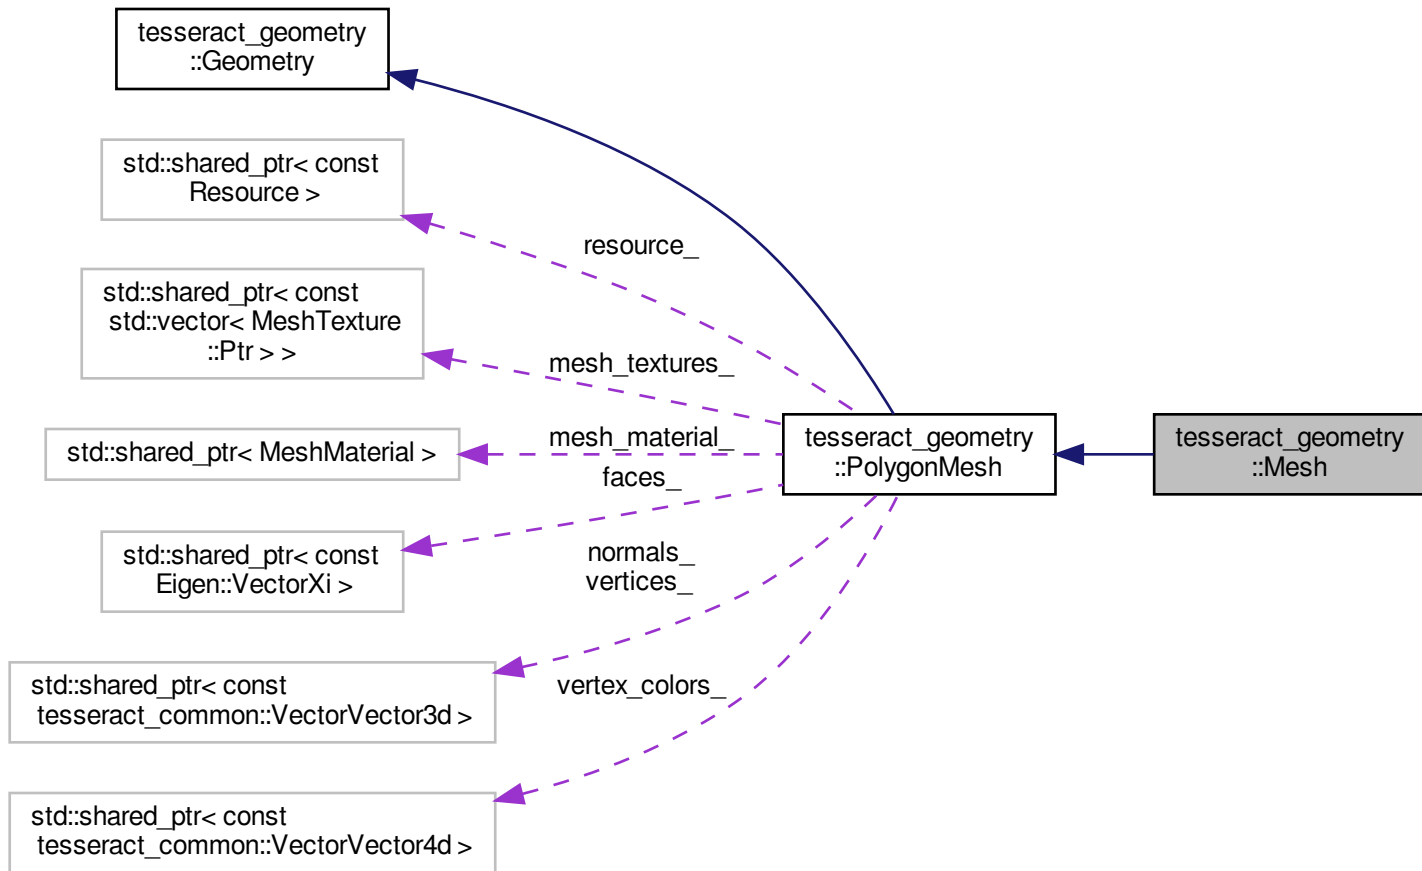 tesseract_geometry
::Geometry
std::shared_ptr< const
Resource >
resource_
std::shared_ptr< const
std::vector< MeshTexture
::Ptr > >
mesh_textures_
std::shared_ptr< MeshMaterial >
mesh_material_
tesseract_geometry
::PolygonMesh
tesseract_geometry
::Mesh
faces_
std::shared_ptr< const
Eigen::VectorXi >
normals_
vertices_
std::shared_ptr< const
tesseract_common::VectorVector3d >
vertex_colors_
std::shared_ptr< const
tesseract_common::VectorVector4d >